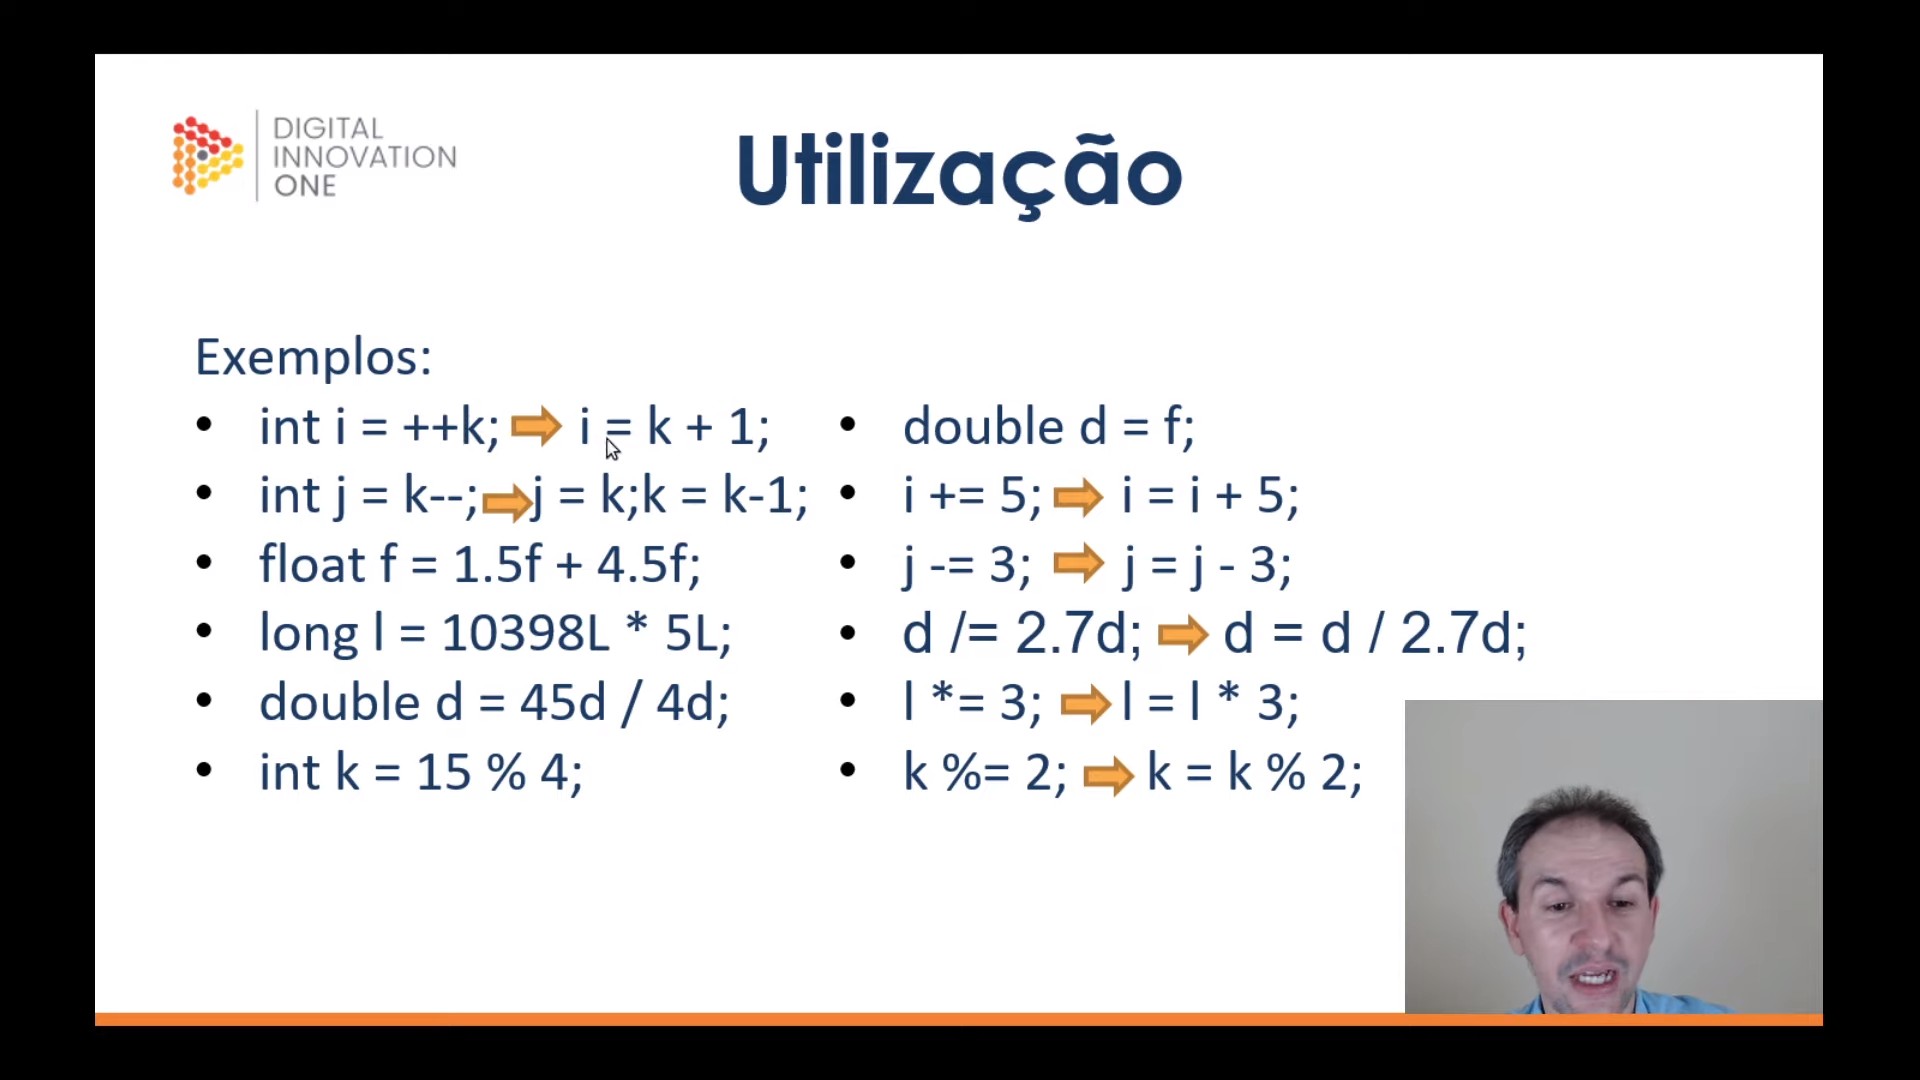 DIGITAL
INNOVATION
ONE
Utilização
Exemplos:
• int i = ++k; i = k + 1;
• int j = k--; j = k;k = k-1;
• float f = 1.5f + 4.5f;
• long l = 10398L * 5L;
• double d = 45d / 4d;
• int k = 15 % 4;
• double d = f;
• i += 5; i = i + 5;
• j -= 3; j = j - 3;
• d /= 2.7d; d = d / 2.7d;
• l *= 3; l = l * 3;
• k %= 2; k = k % 2;